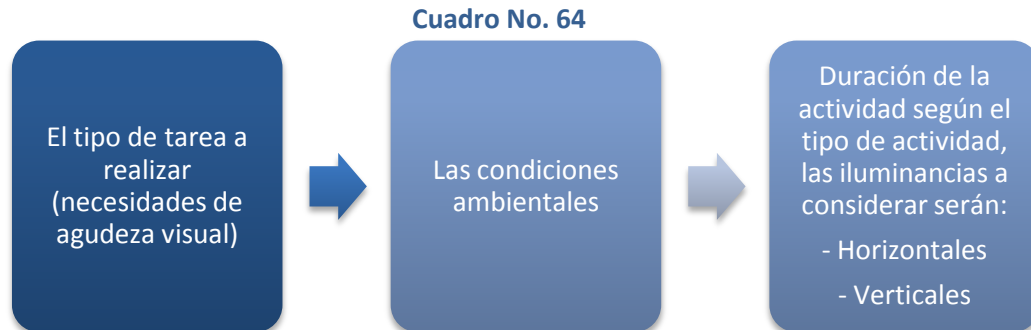 Cuadro No. 64
El tipo de tarea a
realizar
(necesidades de
agudeza visual)
Las condiciones
ambientales
Duración de la
actividad según el
tipo de actividad,
las iluminancias a
considerar serán:
- Horizontales
- Verticales